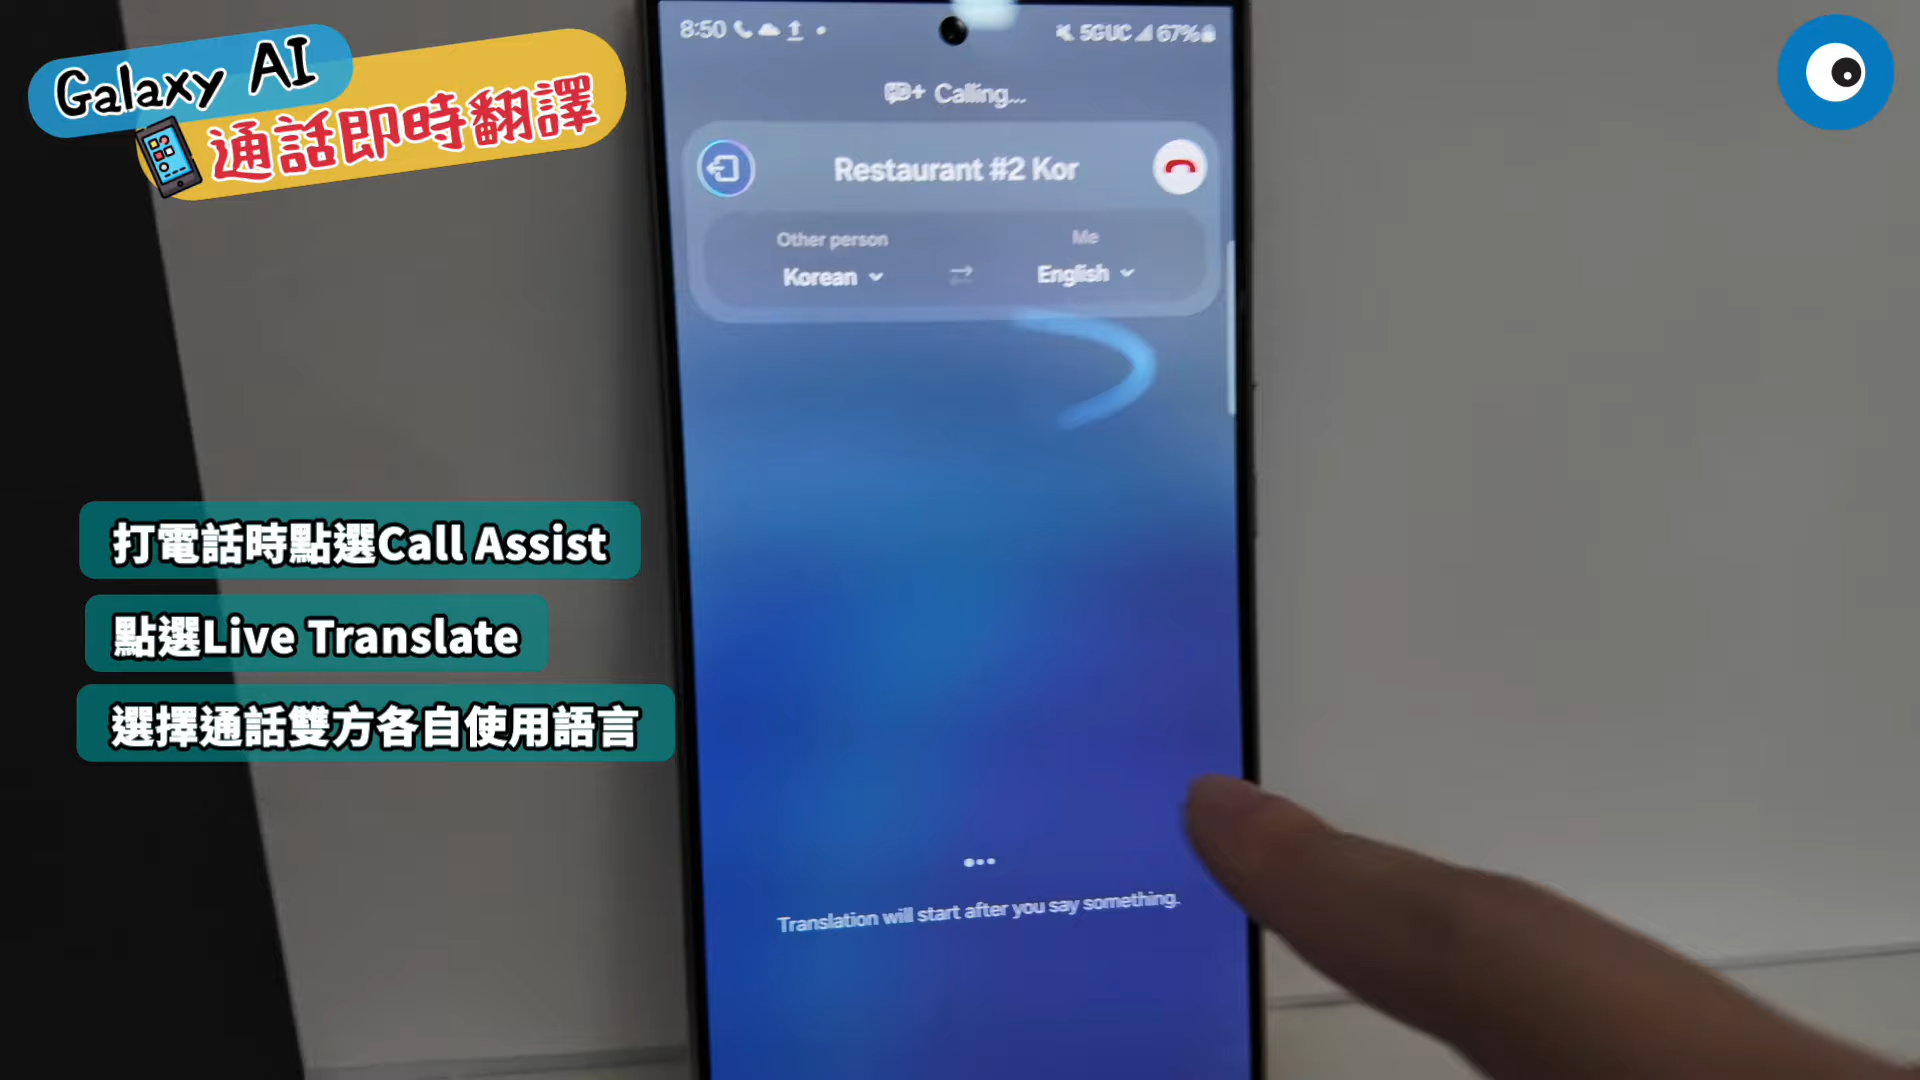 Galaxy AI
通話即時翻譯
8:50
5GUC 67%
Calling...
Restaurant #2 Kor
Other person
Me
Korean
English
打電話時點選Call Assist
點選Live Translate
選擇通話雙方各自使用語言
Translation will start after you say something.